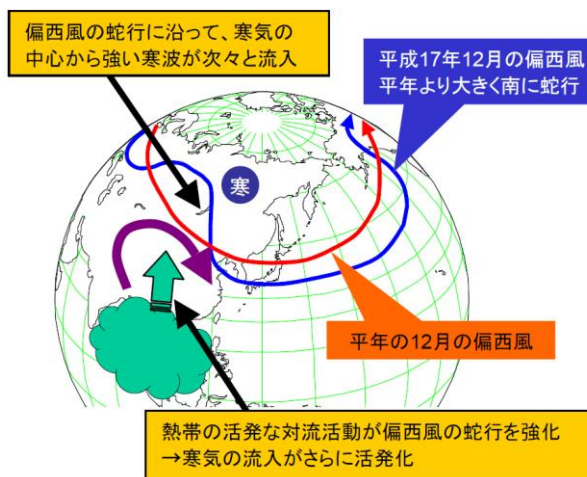 偏西風の蛇行に沿って、寒気の
中心から強い寒波が次々と流入
平成17年12月の偏西風
平年より大きく南に蛇行
寒
平年の12月の偏西風
熱帯の活発な対流活動が偏西風の蛇行を強化
→寒気の流入がさらに活発化